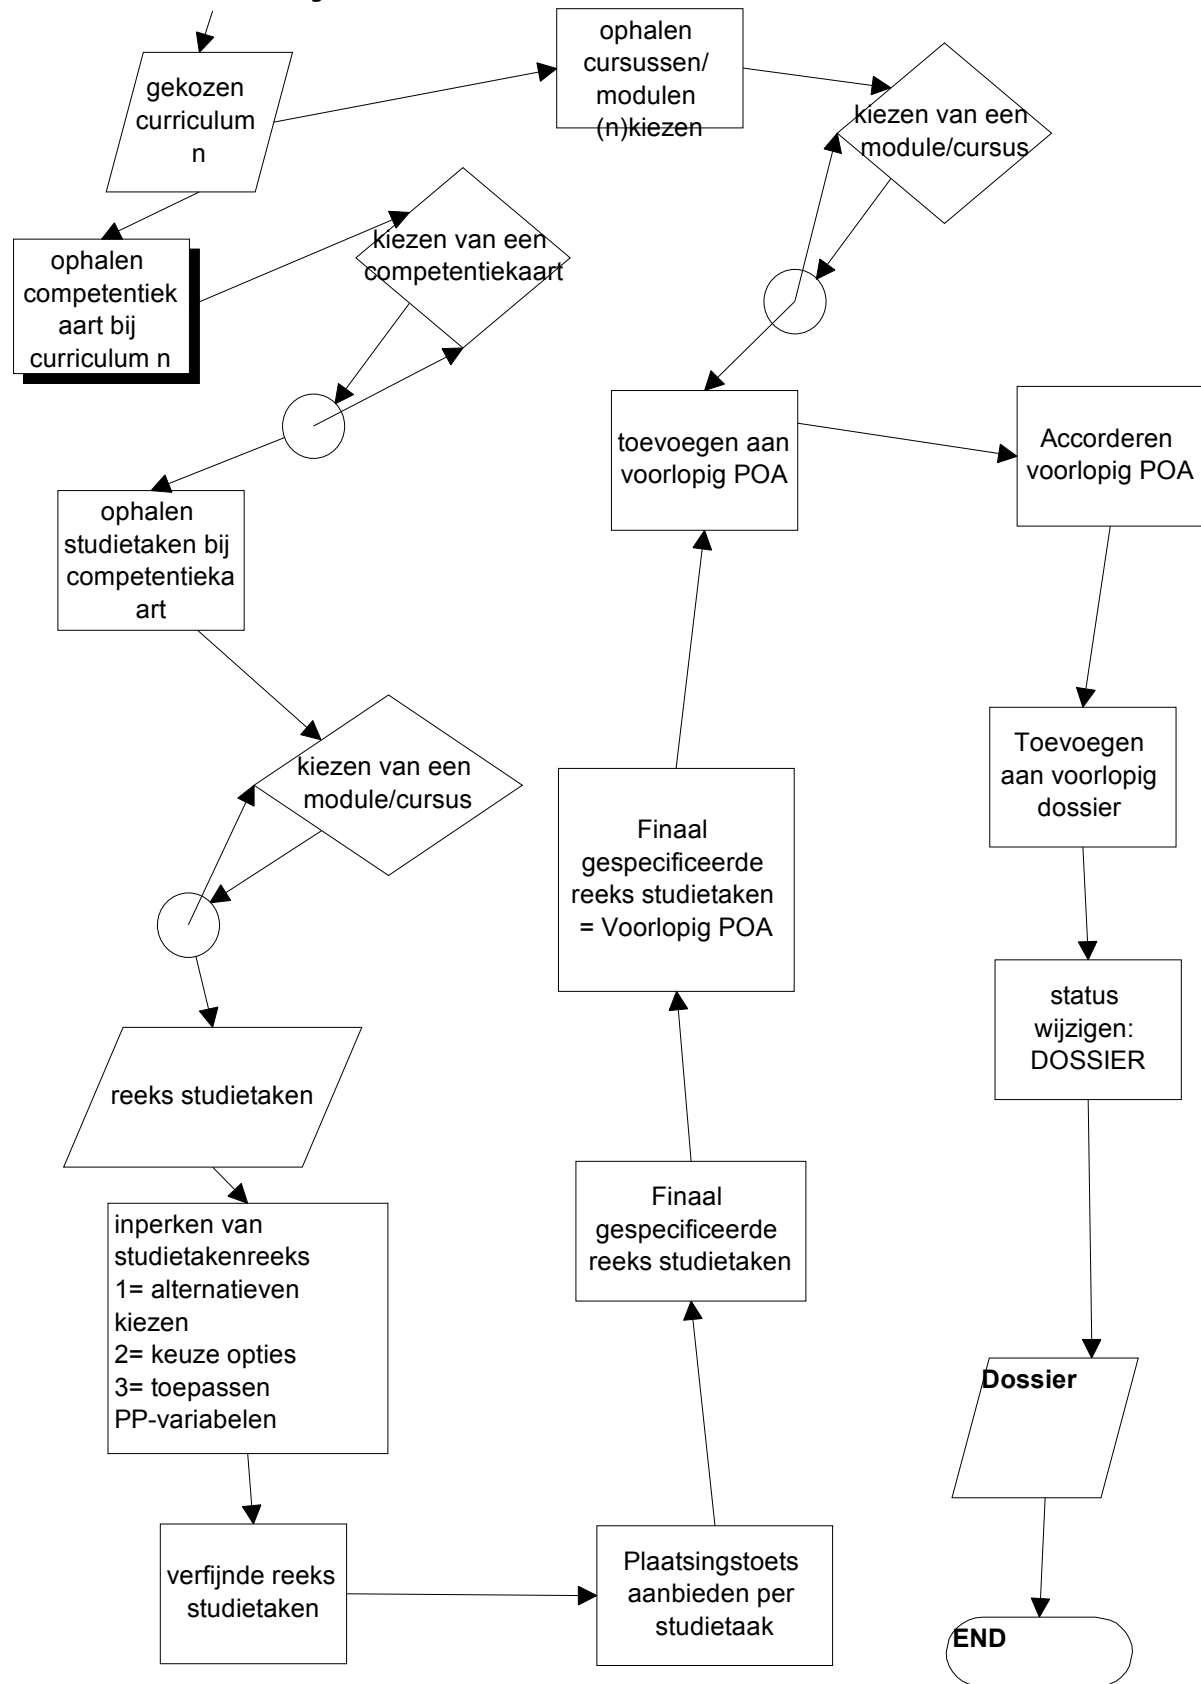 gekozen
curriculum
n
ophalen
cursussen/
modulen
(n)kiezen
kiezen van een
module/cursus
ophalen
competentiek
aart bij
curriculum n
kiezen van een
competentiekaart
ophalen
studietaken bij
competentieka
art
toevoegen aan
voorlopig POA
Accorderen
voorlopig POA
kiezen van een
module/cursus
Finaal
gespecificeerde
reeks studietaken
= Voorlopig POA
Toevoegen
aan voorlopig
dossier
status
wijzigen:
DOSSIER
reeks studietaken
inperken van
studietakenreeks
1= alternatieven
kiezen
2= keuze opties
3= toepassen
PP-variabelen
Finaal
gespecificeerde
reeks studietaken
verfijnde reeks
studietaken
Plaatsingstoets
aanbieden per
studietaak
Dossier
END